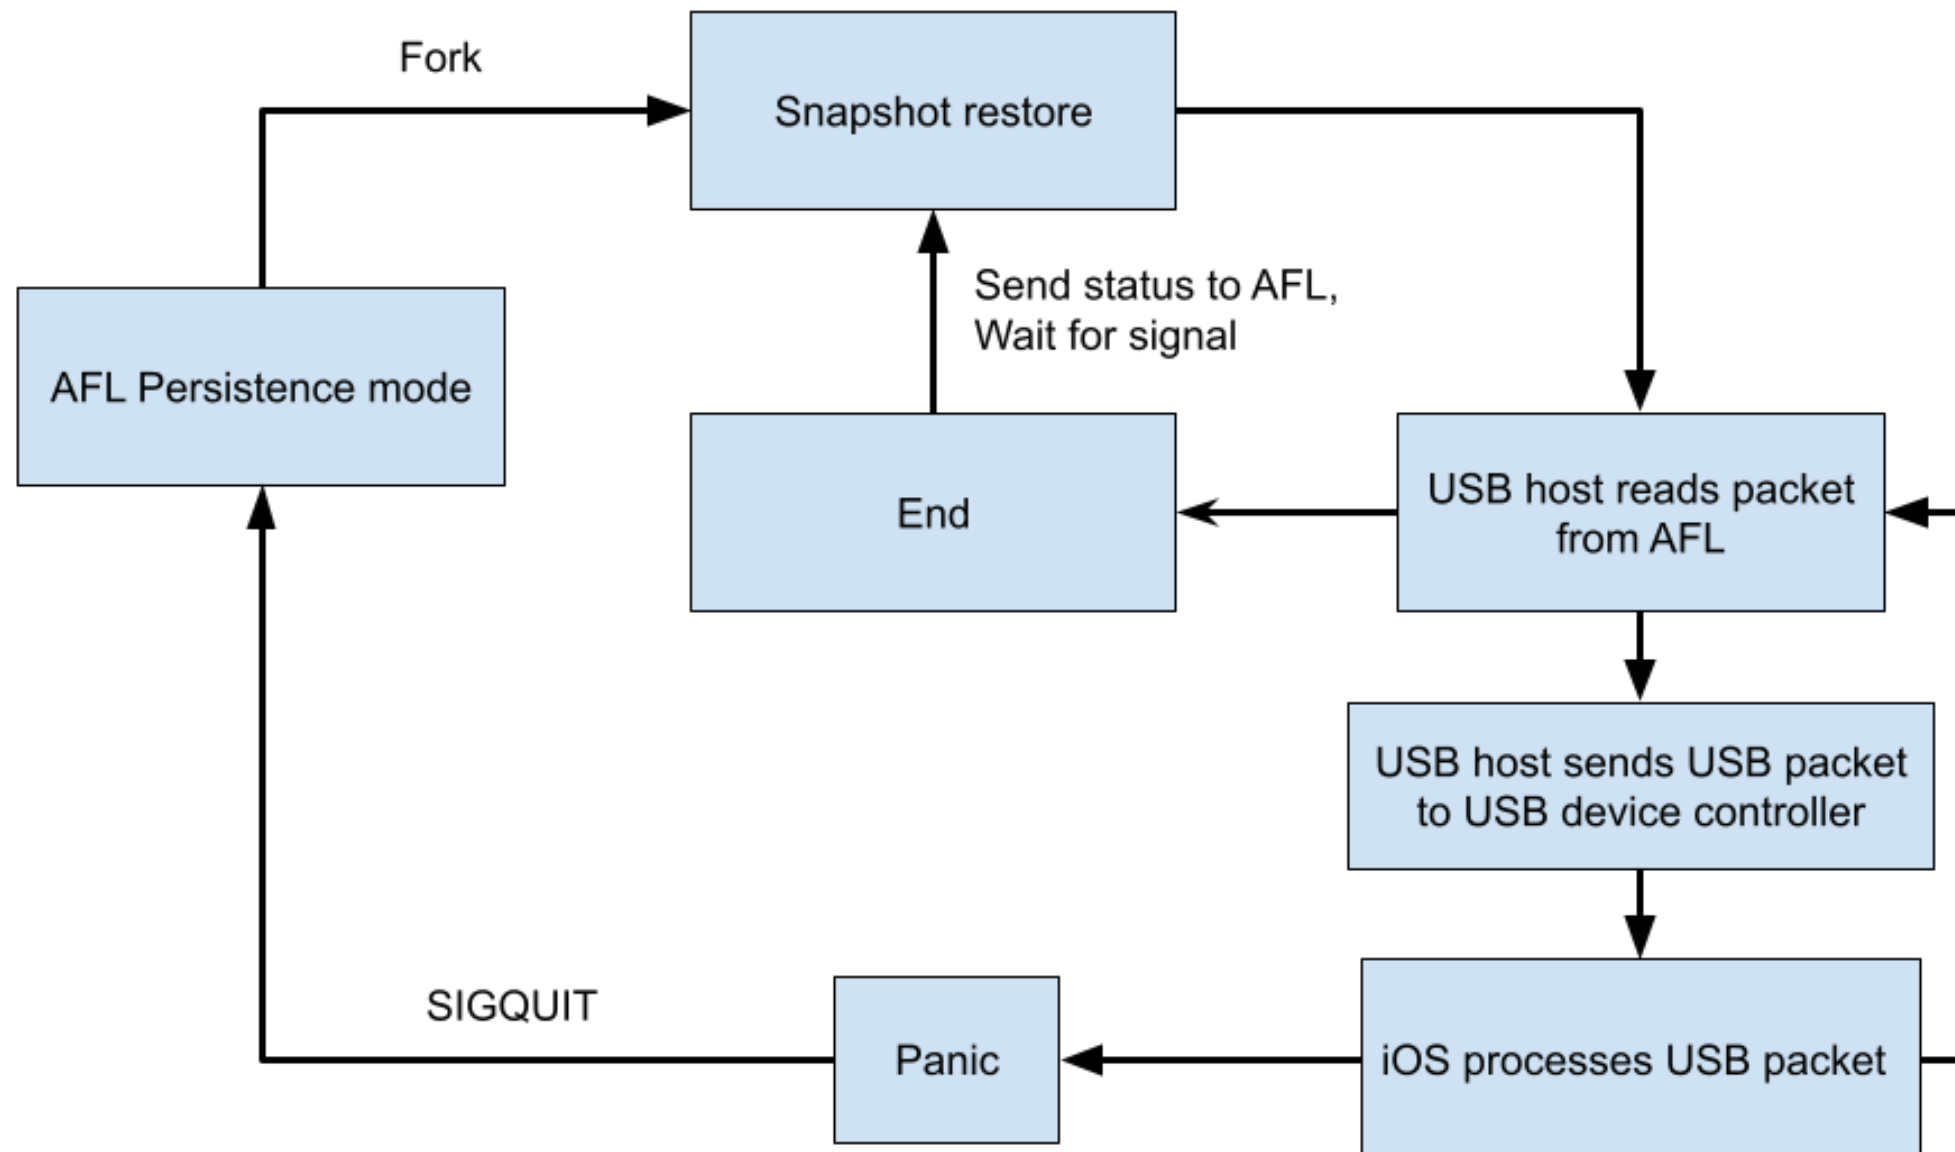 Fork
Snapshot restore
Send status to AFL,
Wait for signal
AFL Persistence mode
End
USB host reads packet
from AFL
USB host sends USB packet
to USB device controller
SIGQUIT
Panic
iOS processes USB packet